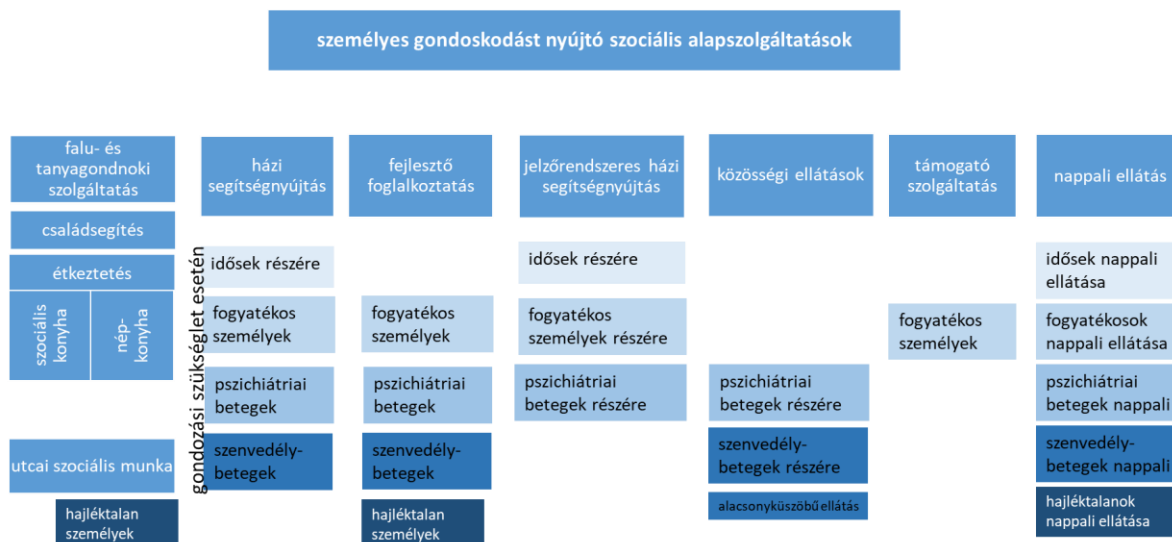 személyes gondoskodást nyújtó szociális alapszolgáltatások
falu- és
tanyagondnoki
szolgáltatás
családsegítés
étkeztetés
szociális
konyha
nép-
konyha
utcai szociális munka
hajléktalan
személyek
házi
segítségnyújtás
gondozási szükséglet esetén
idősek részére
fogyatékos
személyek
pszichiátriai
betegek
szenvedély-
betegek
fejlesztő
foglalkoztatás
fogyatékos
személyek
pszichiátriai
betegek
szenvedély-
betegek
hajléktalan
személyek
jelzőrendszeres házi
segítségnyújtás
idősek részére
fogyatékos
személyek részére
pszichiátriai
betegek részére
közösségi ellátások
pszichiátriai
betegek részére
szenvedély-
betegek részére
alacsonyküszöbű ellátás
támogató
szolgáltatás
fogyatékos
személyek
nappali ellátás
idősek nappali
ellátása
fogyatékosok
nappali ellátása
pszichiátriai
betegek nappali
szenvedély-
betegek nappali
hajléktalanok
nappali ellátása